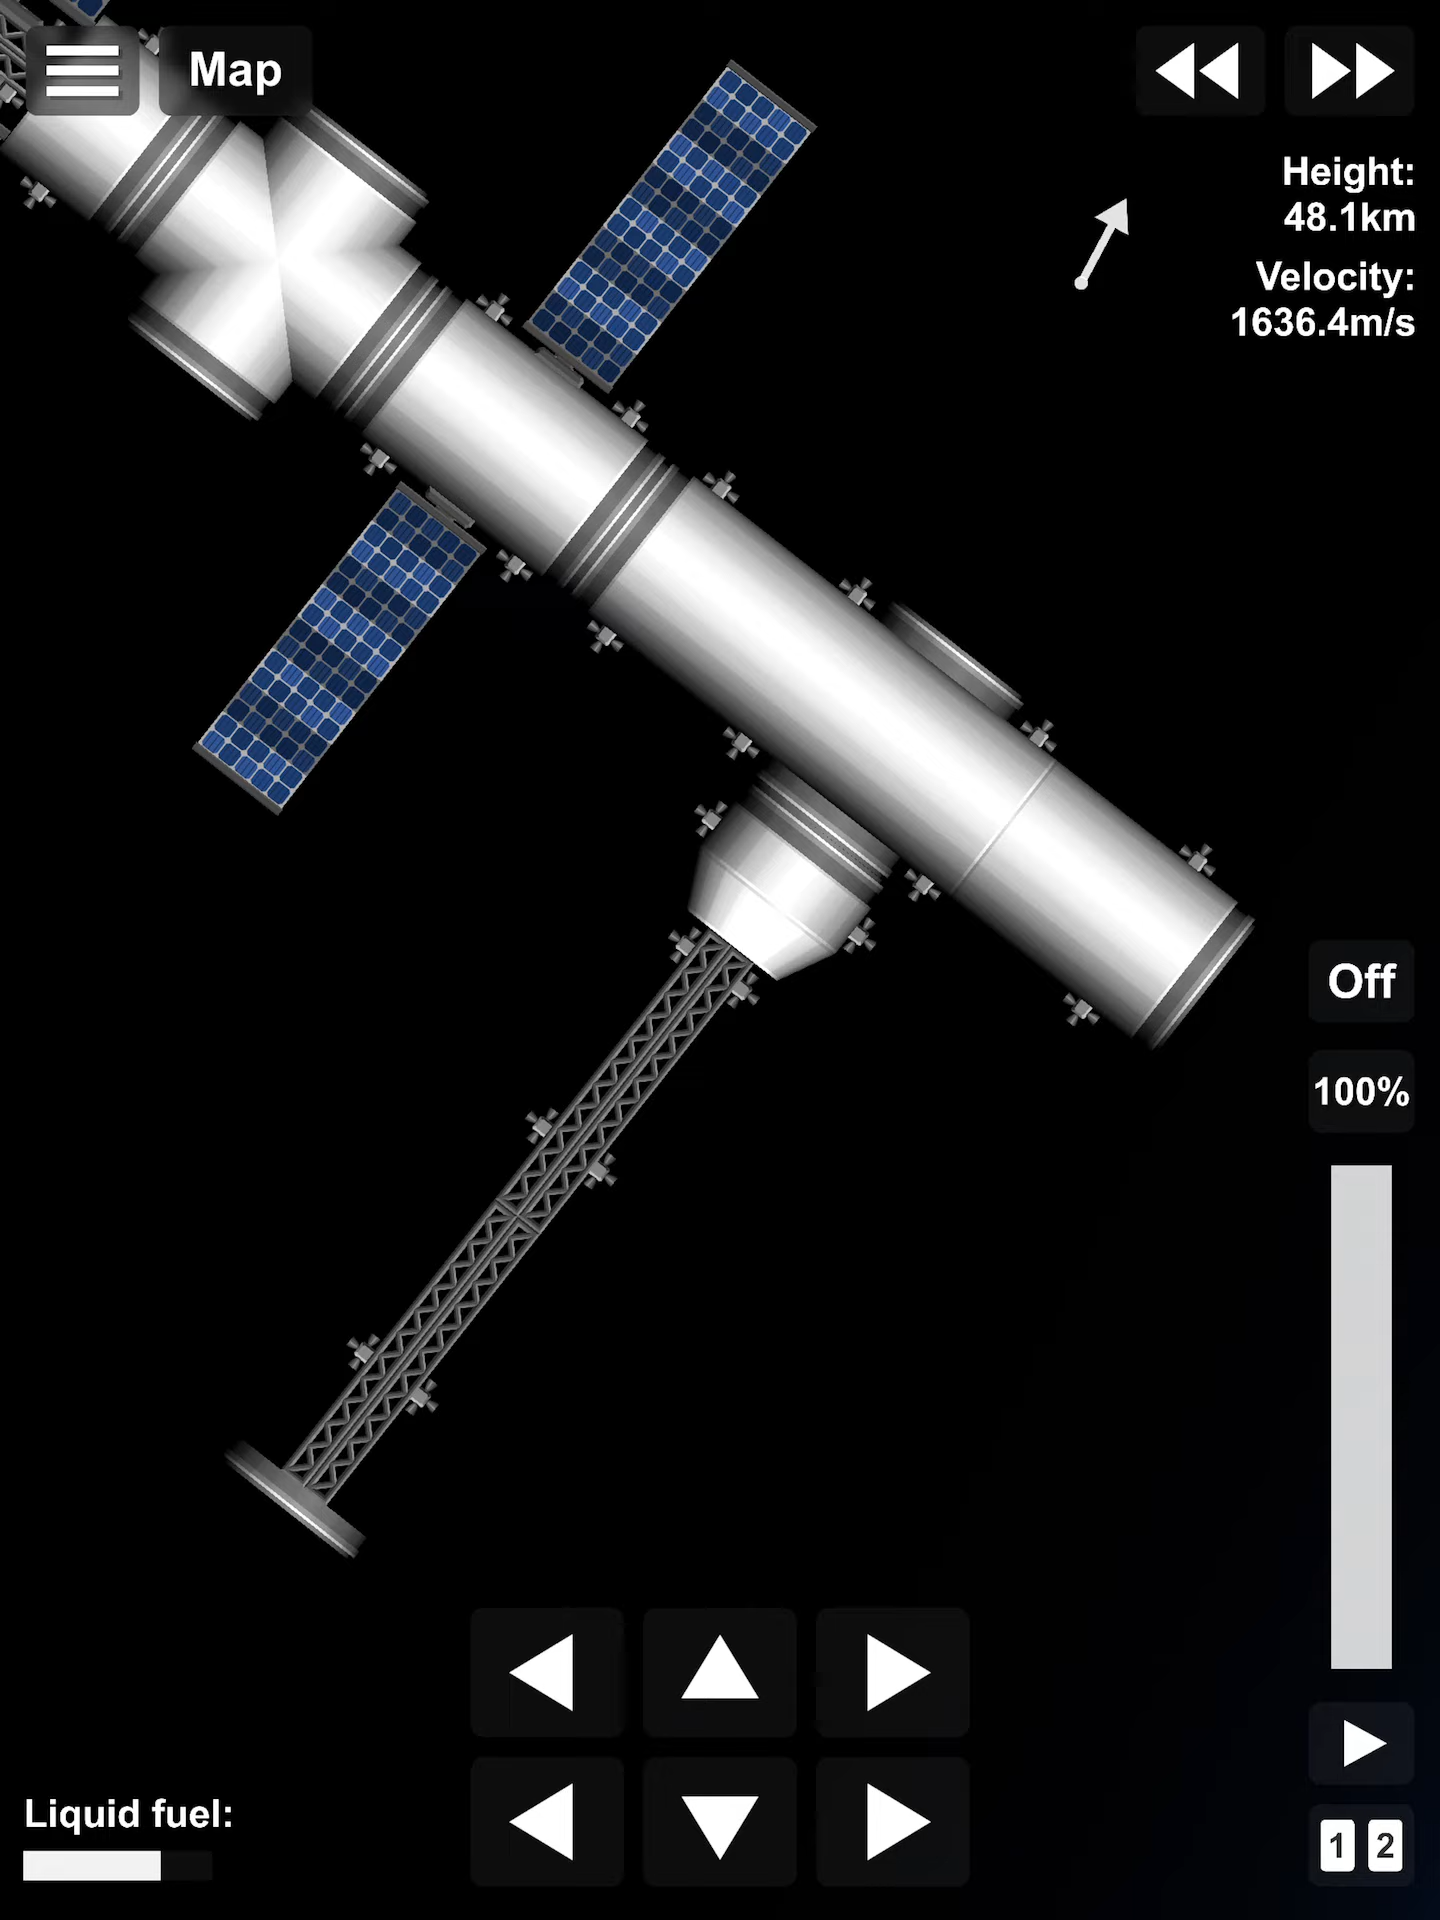 Map
Height:
48.1km
Velocity:
1636.4m/s
Off
100%
Liquid fuel:
1 2